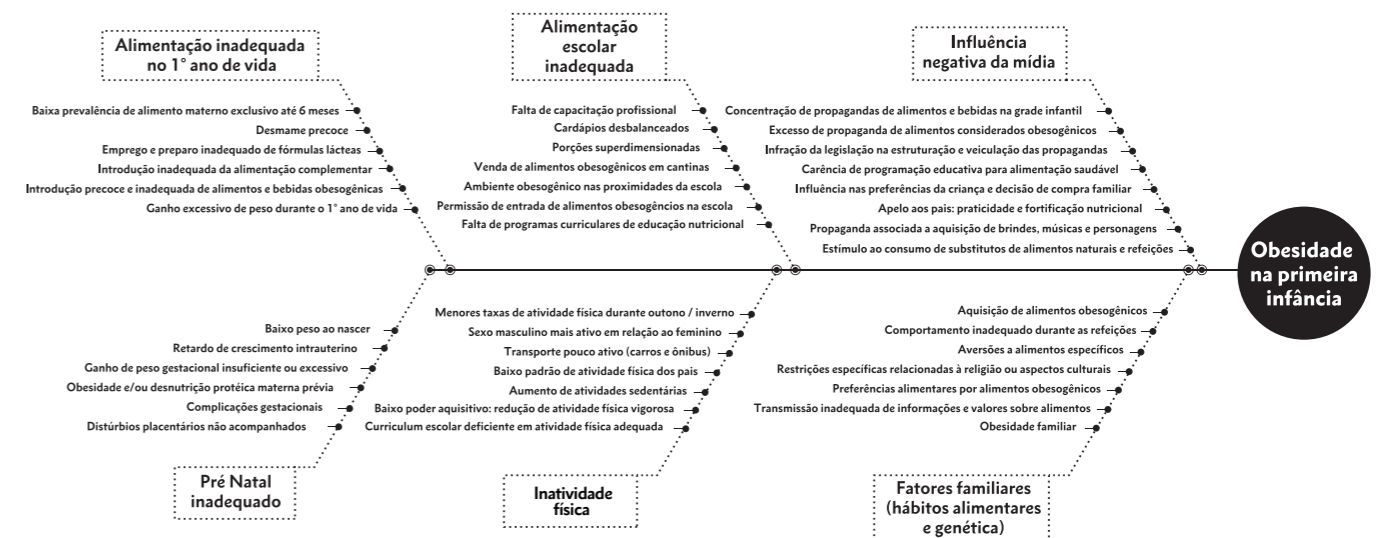 Alimentação inadequada
no 1° ano de vida
Baixa prevalência de alimento materno exclusivo até 6 meses
Desmame precoce
Emprego e preparo inadequado de fórmulas lácteas
Introdução inadequada da alimentação complementar
Introdução precoce e inadequada de alimentos e bebidas obesogênicas
Ganho excessivo de peso durante o 1° ano de vida
Alimentação
escolar
inadequada
Falta de capacitação profissional
Cardápios desbalanceados
Porções superdimensionadas
Venda de alimentos obesogênicos em cantinas
Ambiente obesogênico nas proximidades da escola
Permissão de entrada de alimentos obesogêncios na escola
Falta de programas curriculares de educação nutricional
Influência
negativa da mídia
Concentração de propagandas de alimentos e bebidas na grade infantil
Excesso de propaganda de alimentos considerados obesogênicos
Infração da legislação na estruturação e veiculação das propagandas
Carência de programação educativa para alimentação saudável
Influência nas preferências da criança e decisão de compra familiar
Apelo aos pais: praticidade e fortificação nutricional
Propaganda associada a aquisição de brindes, músicas e personagens
Estímulo ao consumo de substitutos de alimentos naturais e refeições
Obesidade
na primeira
infância
Baixo peso ao nascer
Retardo de crescimento intrauterino
Ganho de peso gestacional insuficiente ou excessivo
Obesidade e/ou desnutrição protéica materna prévia
Complicações gestacionais
Distúrbios placentários não acompanhados
Pré Natal
inadequado
Menores taxas de atividade física durante outono / inverno
Sexo masculino mais ativo em relação ao feminino
Transporte pouco ativo (carros e ônibus)
Baixo padrão de atividade física dos pais
Aumento de atividades sedentárias
Baixo poder aquisitivo: redução de atividade física vigorosa
Curriculum escolar deficiente em atividade física adequada
Inatividade
física
Aquisição de alimentos obesogênicos
Comportamento inadequado durante as refeições
Aversões a alimentos específicos
Restrições específicas relacionadas à religião ou aspectos culturais
Preferências alimentares por alimentos obesogênicos
Transmissão inadequada de informações e valores sobre alimentos
Obesidade familiar
Fatores familiares
(hábitos alimentares
e genética)